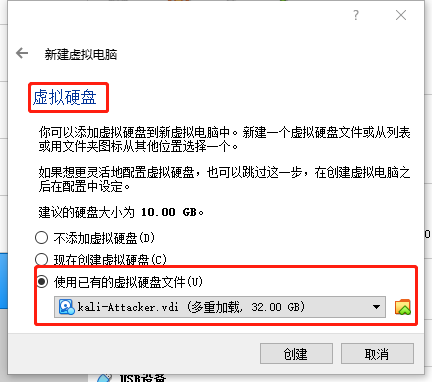 新建虚拟电脑
虚拟硬盘
你可以添加虚拟硬盘到新虚拟电脑中。新建一个虚拟硬盘文件或从列表
或用文件夹图标从其他位置选择一个。
如果想更灵活地配置虚拟硬盘，也可以跳过这一步，在创建虚拟电脑之
后在配置中设定。
建议的硬盘大小为 10.00 GB。
不添加虚拟硬盘(D)
现在创建虚拟硬盘(C)
使用已有的虚拟硬盘文件(U)
kali-Attacker.vdi (多重加载, 32.00 GB)
创建 取消
USB设备